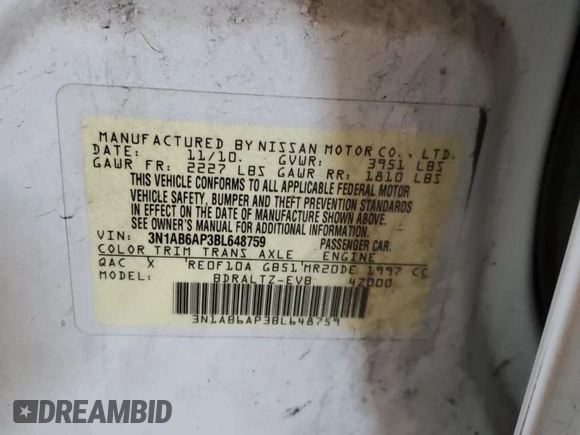 MANUFACTURED BY NISSAN MOTOR CO., LTD.
DATE: 11/10. GVWR: 3951 LBS
GAWR FR: 2227 LBS GAWR RR: 1810 LBS
THIS VEHICLE CONFORMS TO ALL APPLICABLE FEDERAL MOTOR
VEHICLE SAFETY, BUMPER AND THEFT PREVENTION STANDARDS
IN EFFECT ON THE DATE OF MANUFACTURE SHOWN ABOVE.
SEE OWNER'S MANUAL FOR ADDITIONAL INFORMATION.
VIN: 3N1AB6AP3BL648759 PASSENGER CAR.
COLOR TRIM TRANS AXLE ENGINE
QAC X RE0F10A GB51 MR20DE 1997 CC
MODEL: BDRALTZ-EVB 47000
3N1AB6AP3BL648759
DREAMBID